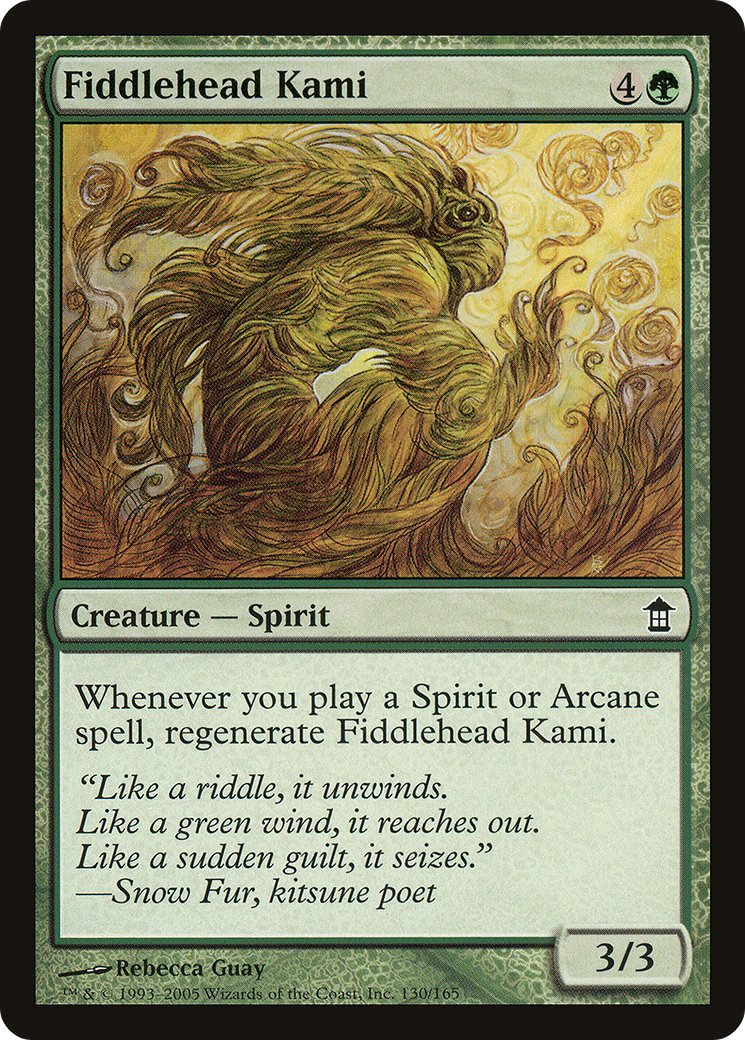 Fiddlehead Kami
4
Creature — Spirit
Whenever you play a Spirit or Arcane
spell, regenerate Fiddlehead Kami.
“Like a riddle, it unwinds.
Like a green wind, it reaches out.
Like a sudden guilt, it seizes.”
—Snow Fur, kitsune poet
3/3
Rebecca Guay
™ & © 1993–2005 Wizards of the Coast, Inc. 130/165